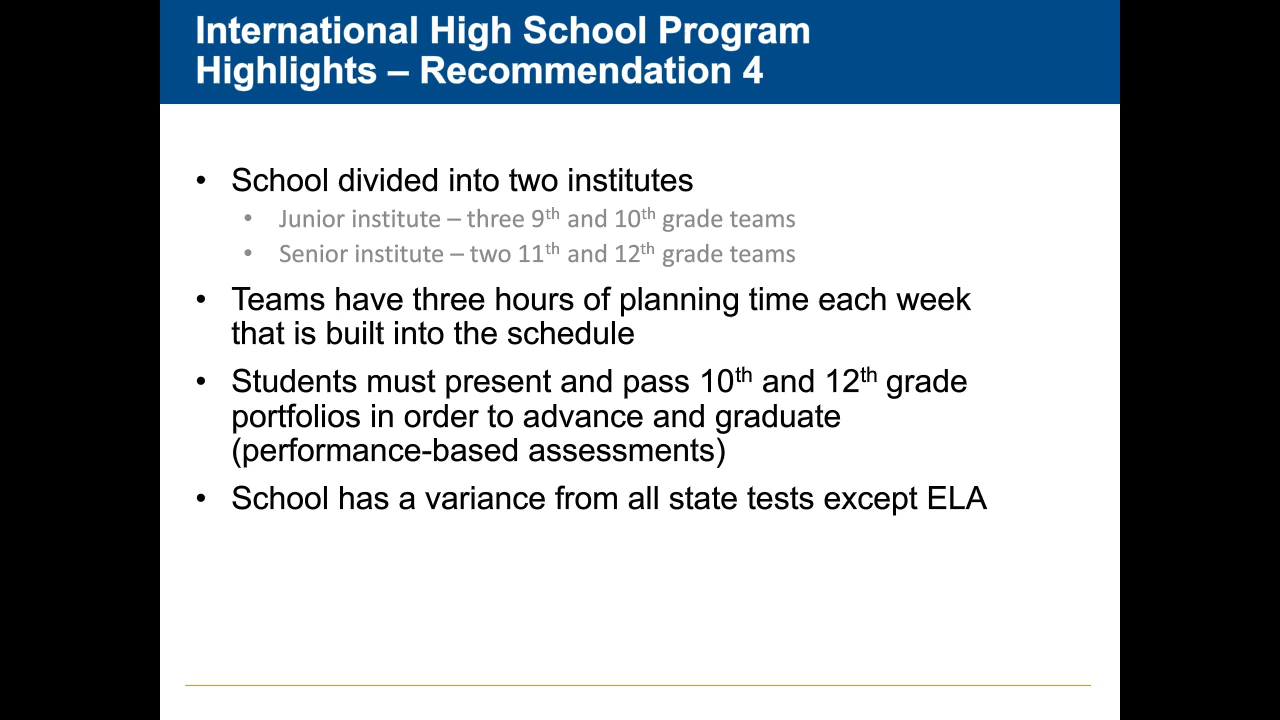 International High School Program
Highlights – Recommendation 4
• School divided into two institutes
• Junior institute – three 9th and 10th grade teams
• Senior institute – two 11th and 12th grade teams
• Teams have three hours of planning time each week
that is built into the schedule
• Students must present and pass 10th and 12th grade
portfolios in order to advance and graduate
(performance-based assessments)
• School has a variance from all state tests except ELA